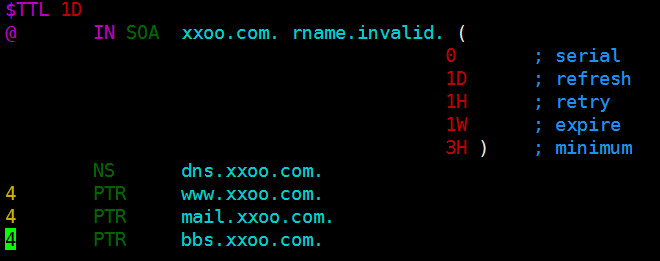 $TTL 1D
@ IN SOA xxoo.com. rname.invalid. (
0 ; serial
1D ; refresh
1H ; retry
1W ; expire
3H ) ; minimum
NS dns.xxoo.com.
4 PTR www.xxoo.com.
4 PTR mail.xxoo.com.
4 PTR bbs.xxoo.com.